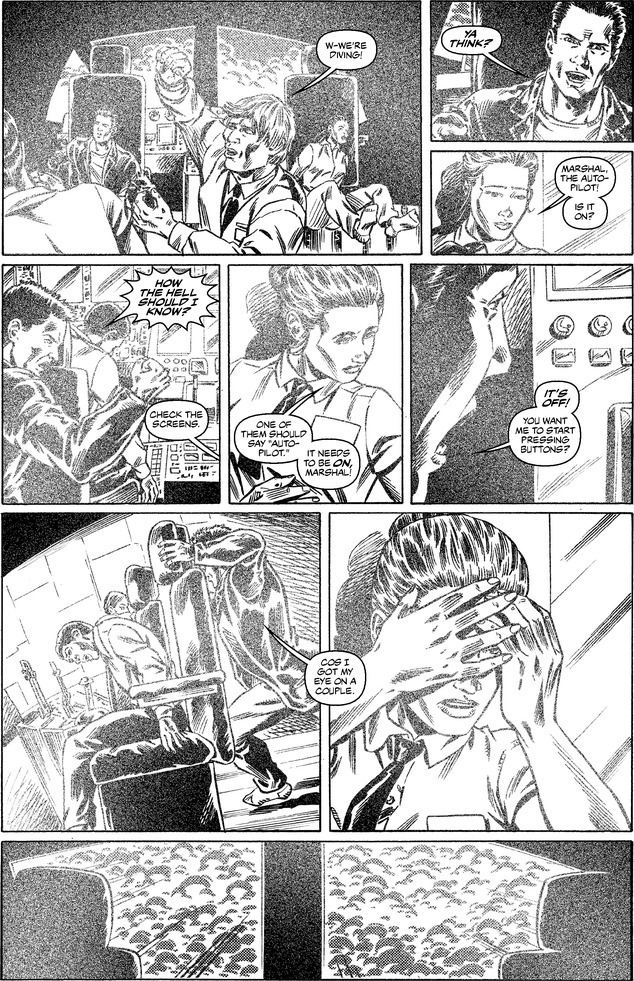 W-WE'RE
DIVING!
YA
THINK?
MARSHAL,
THE AUTO-
PILOT!
IS IT
ON?
HOW
THE HELL
SHOULD I
KNOW?
CHECK THE
SCREENS.
ONE OF
THEM SHOULD
SAY "AUTO-
PILOT."
IT NEEDS
TO BE ON,
MARSHAL!
IT'S
OFF!
YOU WANT
ME TO START
PRESSING
BUTTONS?
COS I
GOT MY
EYE ON A
COUPLE.